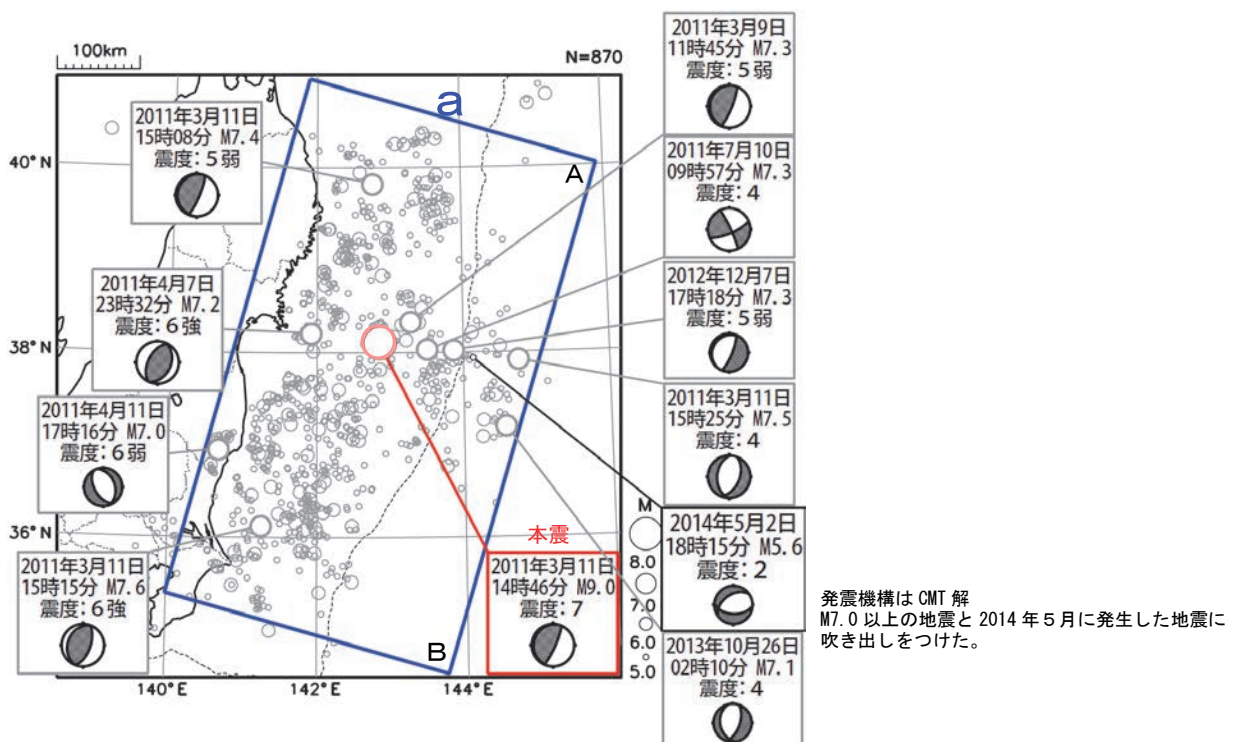 100km
N=870
a
A
B
40°N
38°N
36°N
140°E
142°E
144°E
2011年3月11日
15時08分 M7.4
震度:5弱
2011年4月7日
23時32分 M7.2
震度:6強
2011年4月11日
17時16分 M7.0
震度:6弱
2011年3月11日
15時15分 M7.6
震度:6強
本震
2011年3月11日
14時46分 M9.0
震度:7
2011年3月9日
11時45分 M7.3
震度:5弱
2011年7月10日
09時57分 M7.3
震度:4
2012年12月7日
17時18分 M7.3
震度:5弱
2011年3月11日
15時25分 M7.5
震度:4
2014年5月2日
18時15分 M5.6
震度:2
2013年10月26日
02時10分 M7.1
震度:4
M
8.0
7.0
6.0
5.0
発震機構は CMT 解
M7.0 以上の地震と 2014 年5月に発生した地震に
吹き出しをつけた。